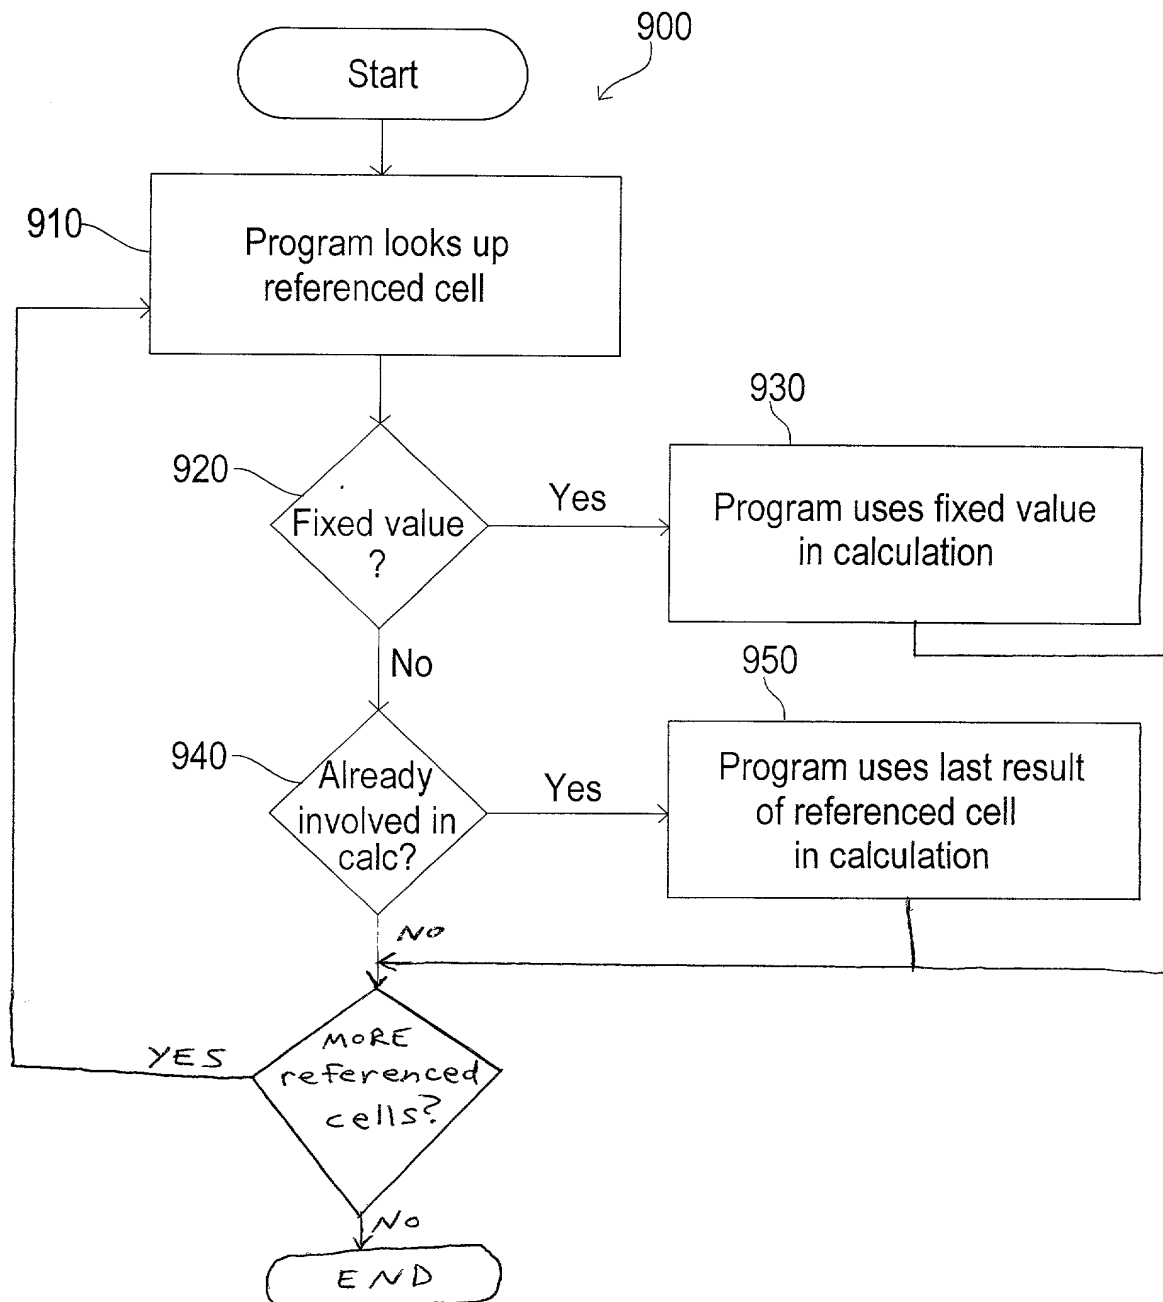 900
Start
910
Program looks up
referenced cell
930
920
Fixed value
?
Yes
Program uses fixed value
in calculation
No
950
940
Already
involved in
calc?
Yes
Program uses last result
of referenced cell
in calculation
NO
MORE
referenced
cells?
YES
NO
END